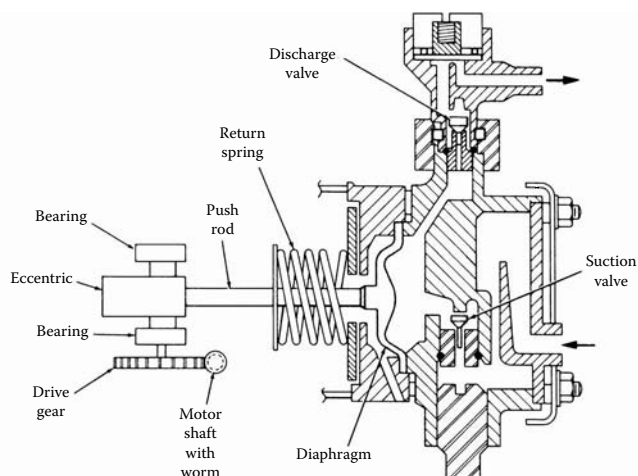 Discharge
valve
Return
spring
Push
rod
Bearing
Eccentric
Bearing
Drive
gear
Motor
shaft
with
worm
Diaphragm
Suction
valve